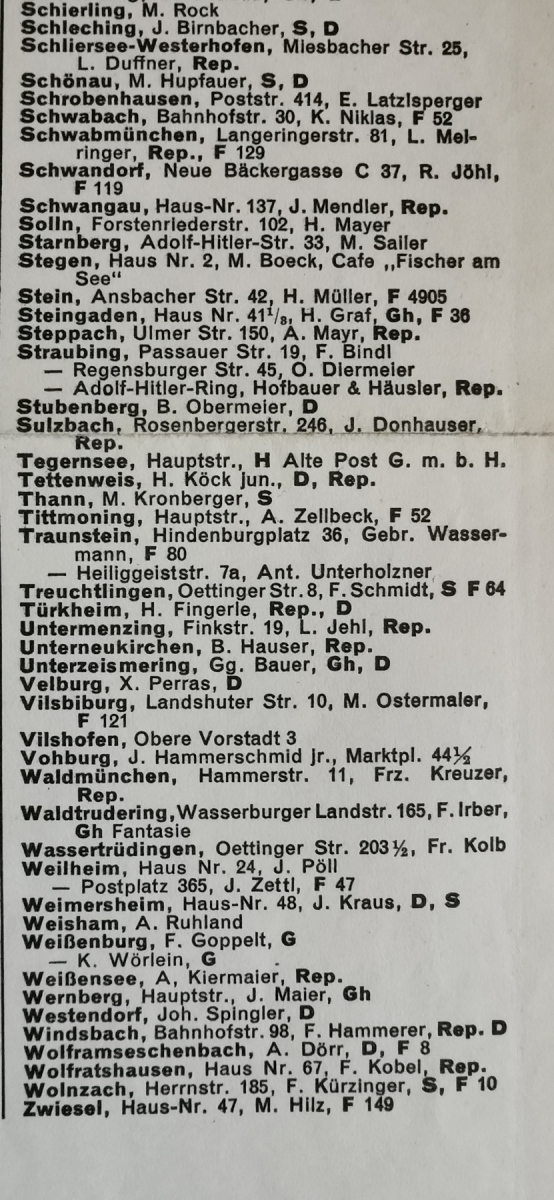 Schierling, M. Rock
Schleching, J. Birnbacher, S, D
Schliersee-Westerhofen, Miesbacher Str. 25,
L. Duffner, Rep.
Schönau, M. Hupfauer, S, D
Schrobenhausen, Poststr. 414, E. Latzlsperger
Schwabach, Bahnhofstr. 30, K. Niklas, F 52
Schwabmünchen, Langeringerstr. 81, L. Mei-
ringer, Rep., F 129
Schwandorf, Neue Bäckergasse C 37, R. Jöhl,
F 119
Schwangau, Haus-Nr. 137, J. Mendler, Rep.
Solln, Forstenriederstr. 102, H. Mayer
Starnberg, Adolf-Hitler-Str. 33, M. Sailer
Stegen, Haus Nr. 2, M. Boeck, Cafe „Fischer am
See“
Stein, Ansbacher Str. 42, H. Müller, F 4905
Steingaden, Haus Nr. 41¹/₈, H. Graf, Gh, F 36
Steppach, Ulmer Str. 150, A. Mayr, Rep.
Straubing, Passauer Str. 19, F. Bindl
— Regensburger Str. 45, O. Diermeier
— Adolf-Hitler-Ring, Hofbauer & Häusler, Rep.
Stubenberg, B. Obermeier, D
Sulzbach, Rosenbergerstr. 246, J. Donhauser,
Rep.
Tegernsee, Hauptstr., H Alte Post G. m. b. H.
Tettenweis, H. Köck jun., D, Rep.
Thann, M. Kronberger, S
Tittmoning, Hauptstr., A. Zellbeck, F 52
Traunstein, Hindenburgplatz 36, Gebr. Wasser-
mann, F 80
— Heiliggeiststr. 7a, Ant. Unterholzner
Treuchtlingen, Oettinger Str. 8, F. Schmidt, S F 64
Türkheim, H. Fingerle, Rep., D
Untermenzing, Finkstr. 19, L. Jehl, Rep.
Unterneukirchen, B. Hauser, Rep.
Unterzeismering, Gg. Bauer, Gh, D
Velburg, X. Perras, D
Vilsbiburg, Landshuter Str. 10, M. Ostermaler,
F 121
Vilshofen, Obere Vorstadt 3
Vohburg, J. Hammerschmid jr., Marktpl. 44½
Waldmünchen, Hammerstr. 11, Frz. Kreuzer,
Rep.
Waldtrudering, Wasserburger Landstr. 165, F. Irber,
Gh Fantasie
Wassertrüdingen, Oettinger Str. 203½, Fr. Kolb
Weilheim, Haus Nr. 24, J. Pöll
— Postplatz 365, J. Zettl, F 47
Weimersheim, Haus-Nr. 48, J. Kraus, D, S
Weisham, A. Ruhland
Weißenburg, F. Goppelt, G
— K. Wörlein, G
Weißensee, A, Kiermaier, Rep.
Wernberg, Hauptstr., J. Maier, Gh
Westendorf, Joh. Spingler, D
Windsbach, Bahnhofstr. 98, F. Hammerer, Rep. D
Wolframseschenbach, A. Dörr, D, F 8
Wolfratshausen, Haus Nr. 67, F. Kobel, Rep.
Wolnzach, Herrnstr. 185, F. Kürzinger, S, F 10
Zwiesel, Haus-Nr. 47, M. Hilz, F 149